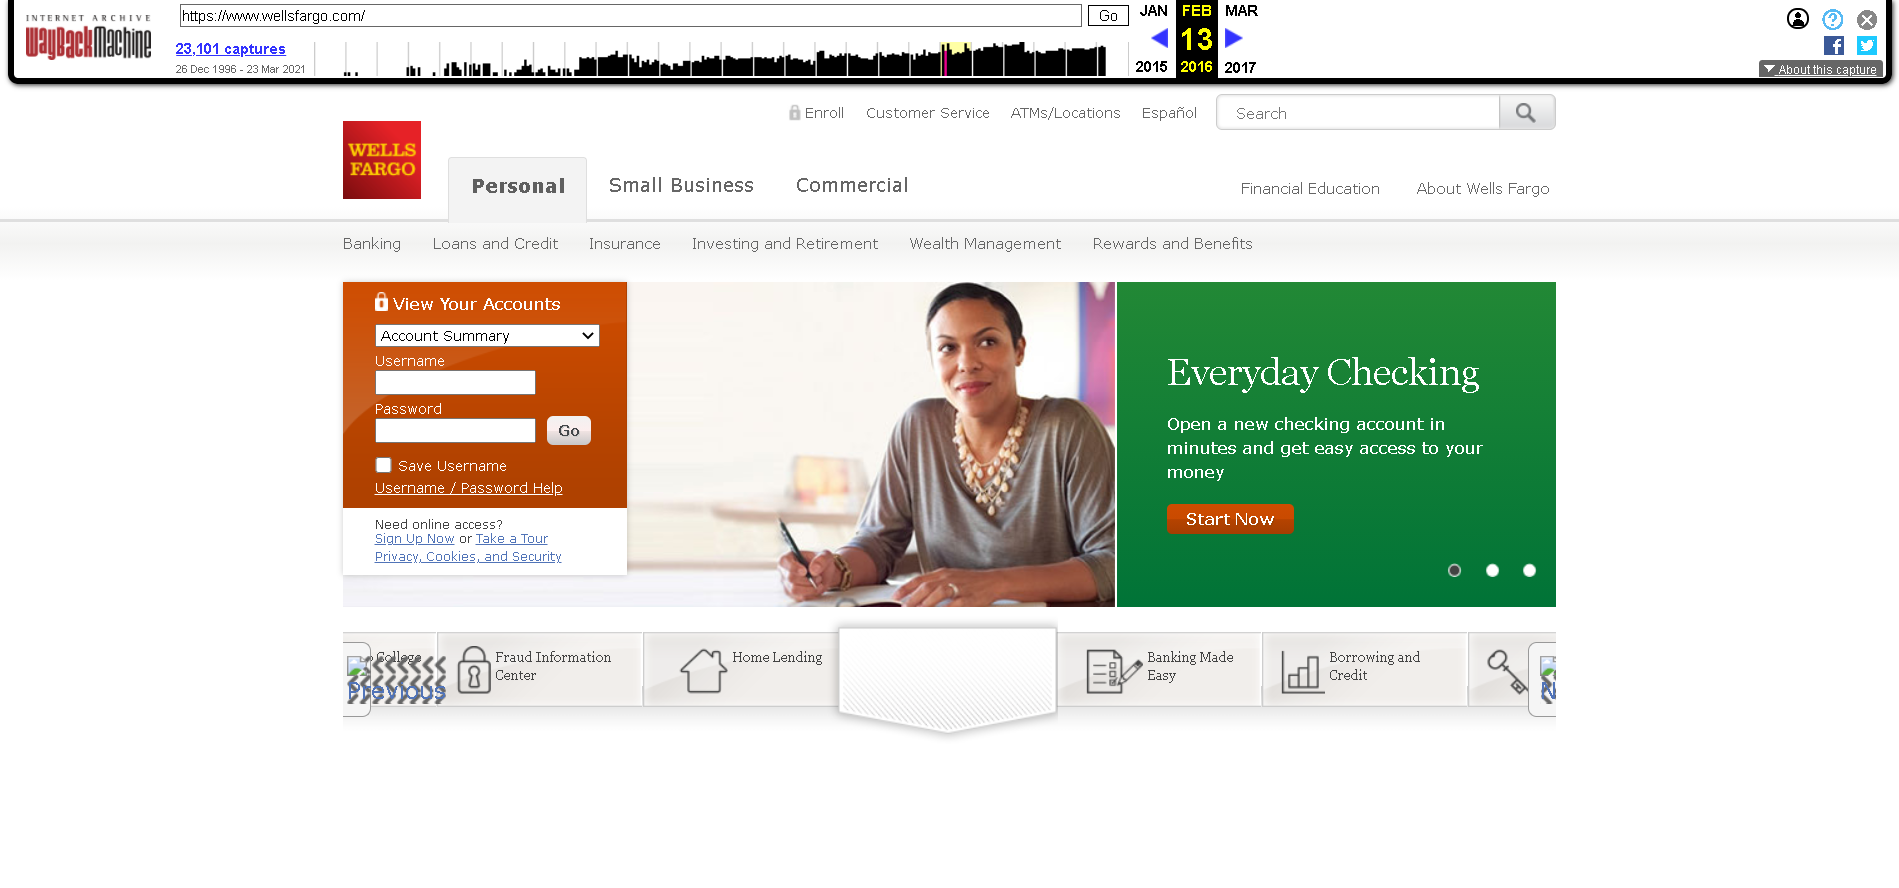 INTERNET ARCHIVE
WayBackMachine
https://www.wellsfargo.com/
Go
JAN FEB MAR
23,101 captures
13
26 Dec 1996 - 23 Mar 2021
2015 2016 2017
About this capture
Enroll Customer Service ATMs/Locations Español Search
WELLS
FARGO
Personal Small Business Commercial Financial Education About Wells Fargo
Banking Loans and Credit Insurance Investing and Retirement Wealth Management Rewards and Benefits
View Your Accounts
Account Summary
Username
Password
Go
Save Username
Username / Password Help
Need online access?
Sign Up Now or Take a Tour
Privacy, Cookies, and Security
Everyday Checking
Open a new checking account in
minutes and get easy access to your
money
Start Now
College
Previous
Fraud Information
Center
Home Lending
Banking Made
Easy
Borrowing and
Credit